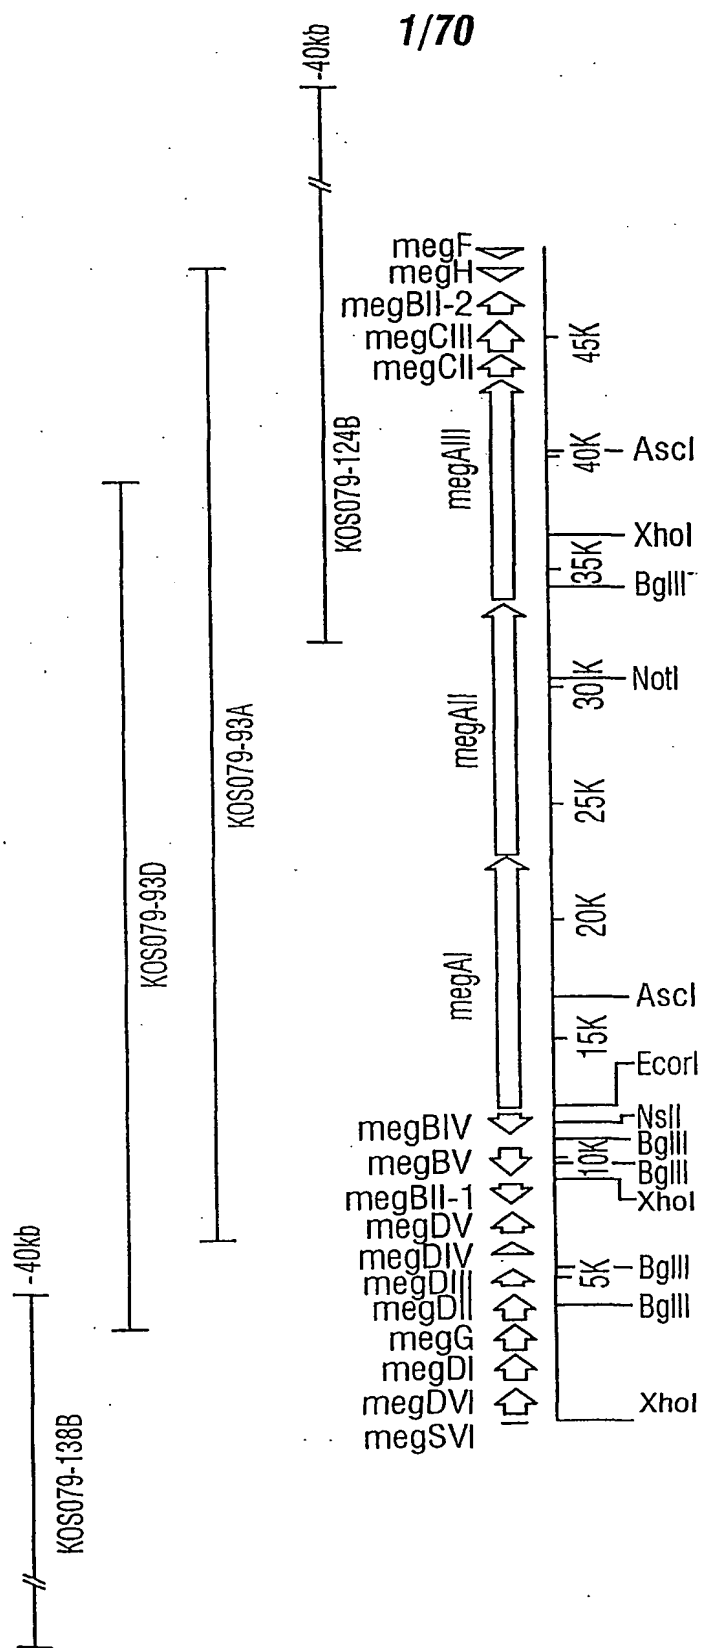 1/70
-40kb
megF
megH
megBII-2
megCIII
megCII
megAIII
megAII
megAI
megBIV
megBV
megBII-1
megDV
megDIV
megDIII
megDII
megG
megDI
megDVI
megSVI
45K
40K
35K
30K
25K
20K
15K
10K
5K
AscI
XhoI
BglII
NotI
AscI
EcorI
NsII
BglII
BglII
XhoI
BglII
BglII
XhoI
KOS079-124B
KOS079-93A
KOS079-93D
-40kb
KOS079-138B